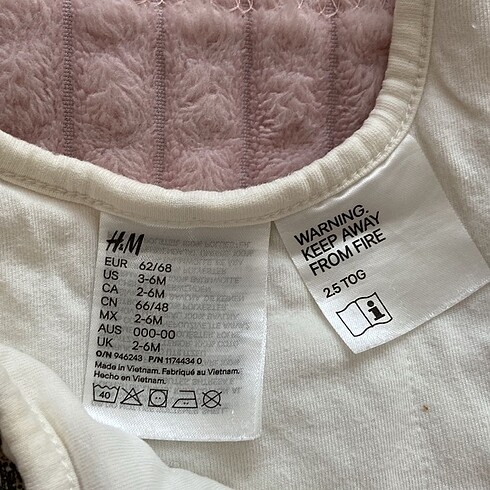 H&M
EUR 62/68
US 3-6M
CA 2-6M
CN 66/48
MX 2-6M
AUS 000-00
UK 2-6M
O/N 946243 P/N 1174434 0
Made in Vietnam. Fabriqué au Vietnam.
Hecho en Vietnam.
40
WARNING.
KEEP AWAY
FROM FIRE
2.5 TOG
i